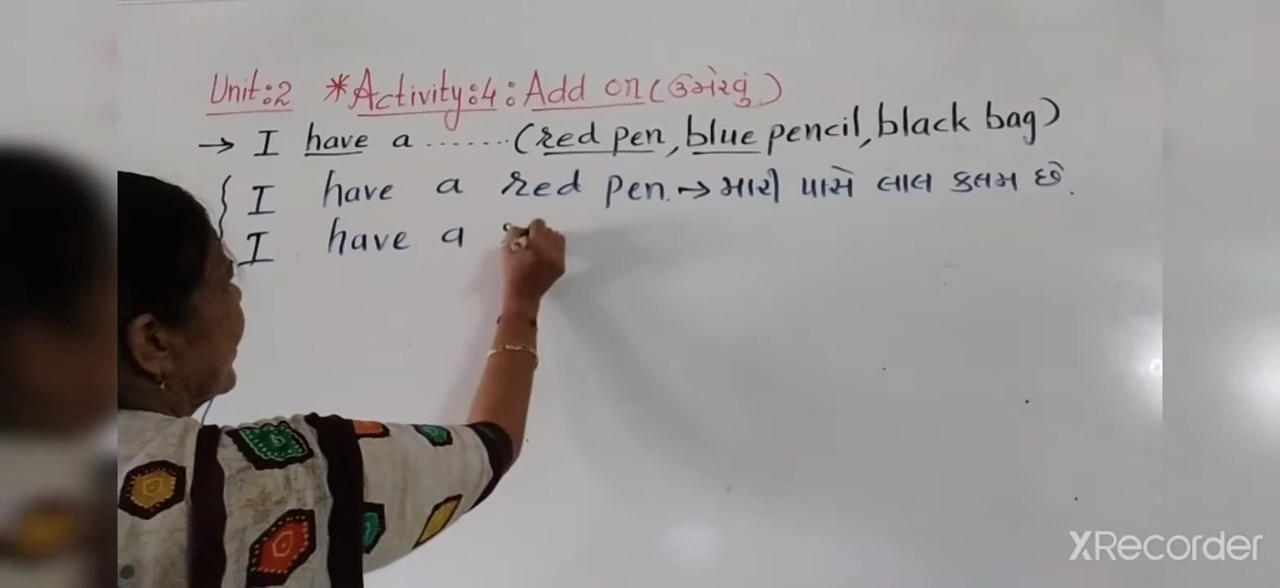 Unit:2 *Activity:4: Add on (ઉમેરવું)
→ I have a ....... (red pen, blue pencil, black bag)
{ I have a red pen. → મારી પાસે લાલ કલમ છે.
I have a
XRecorder